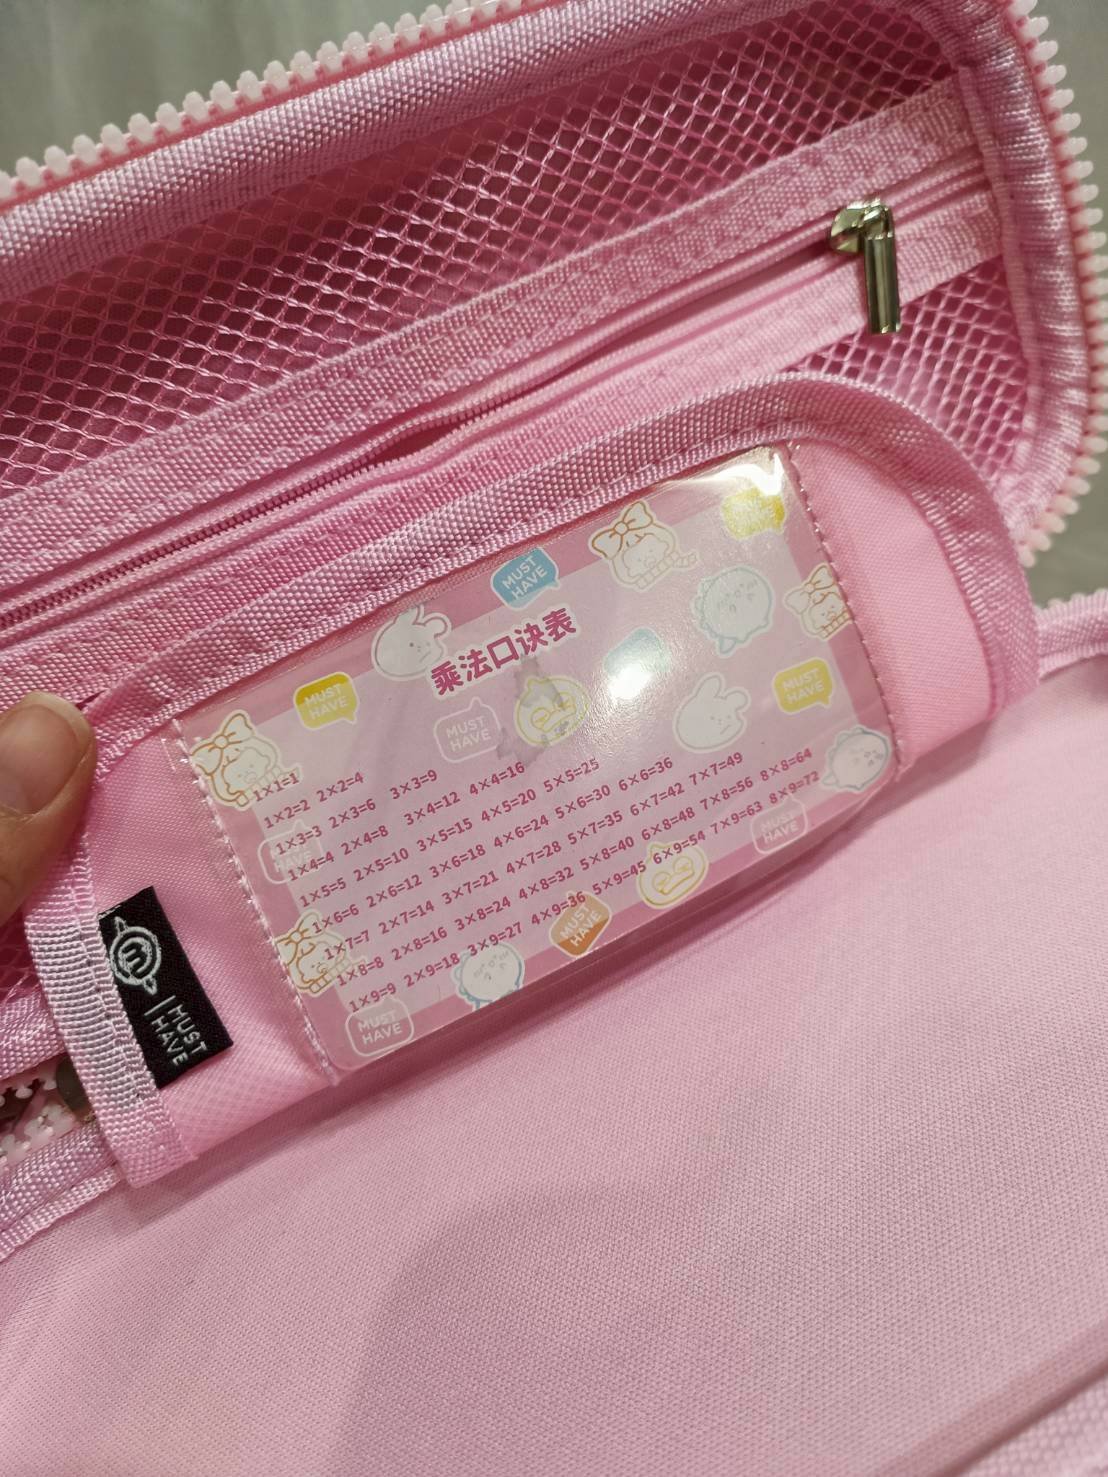 MUST
HAVE
乘法口诀表
MUST
HAVE
MUST
HAVE
MUST
HAVE
1×1=1
1×2=2 2×2=4
1×3=3 2×3=6 3×3=9
1×4=4 2×4=8 3×4=12 4×4=16
1×5=5 2×5=10 3×5=15 4×5=20 5×5=25
1×6=6 2×6=12 3×6=18 4×6=24 5×6=30 6×6=36
1×7=7 2×7=14 3×7=21 4×7=28 5×7=35 6×7=42 7×7=49
1×8=8 2×8=16 3×8=24 4×8=32 5×8=40 6×8=48 7×8=56 8×8=64
1×9=9 2×9=18 3×9=27 4×9=36 5×9=45 6×9=54 7×9=63 8×9=72
MUST
HAVE
MUST
HAVE
MUST
HAVE
MUST
HAVE